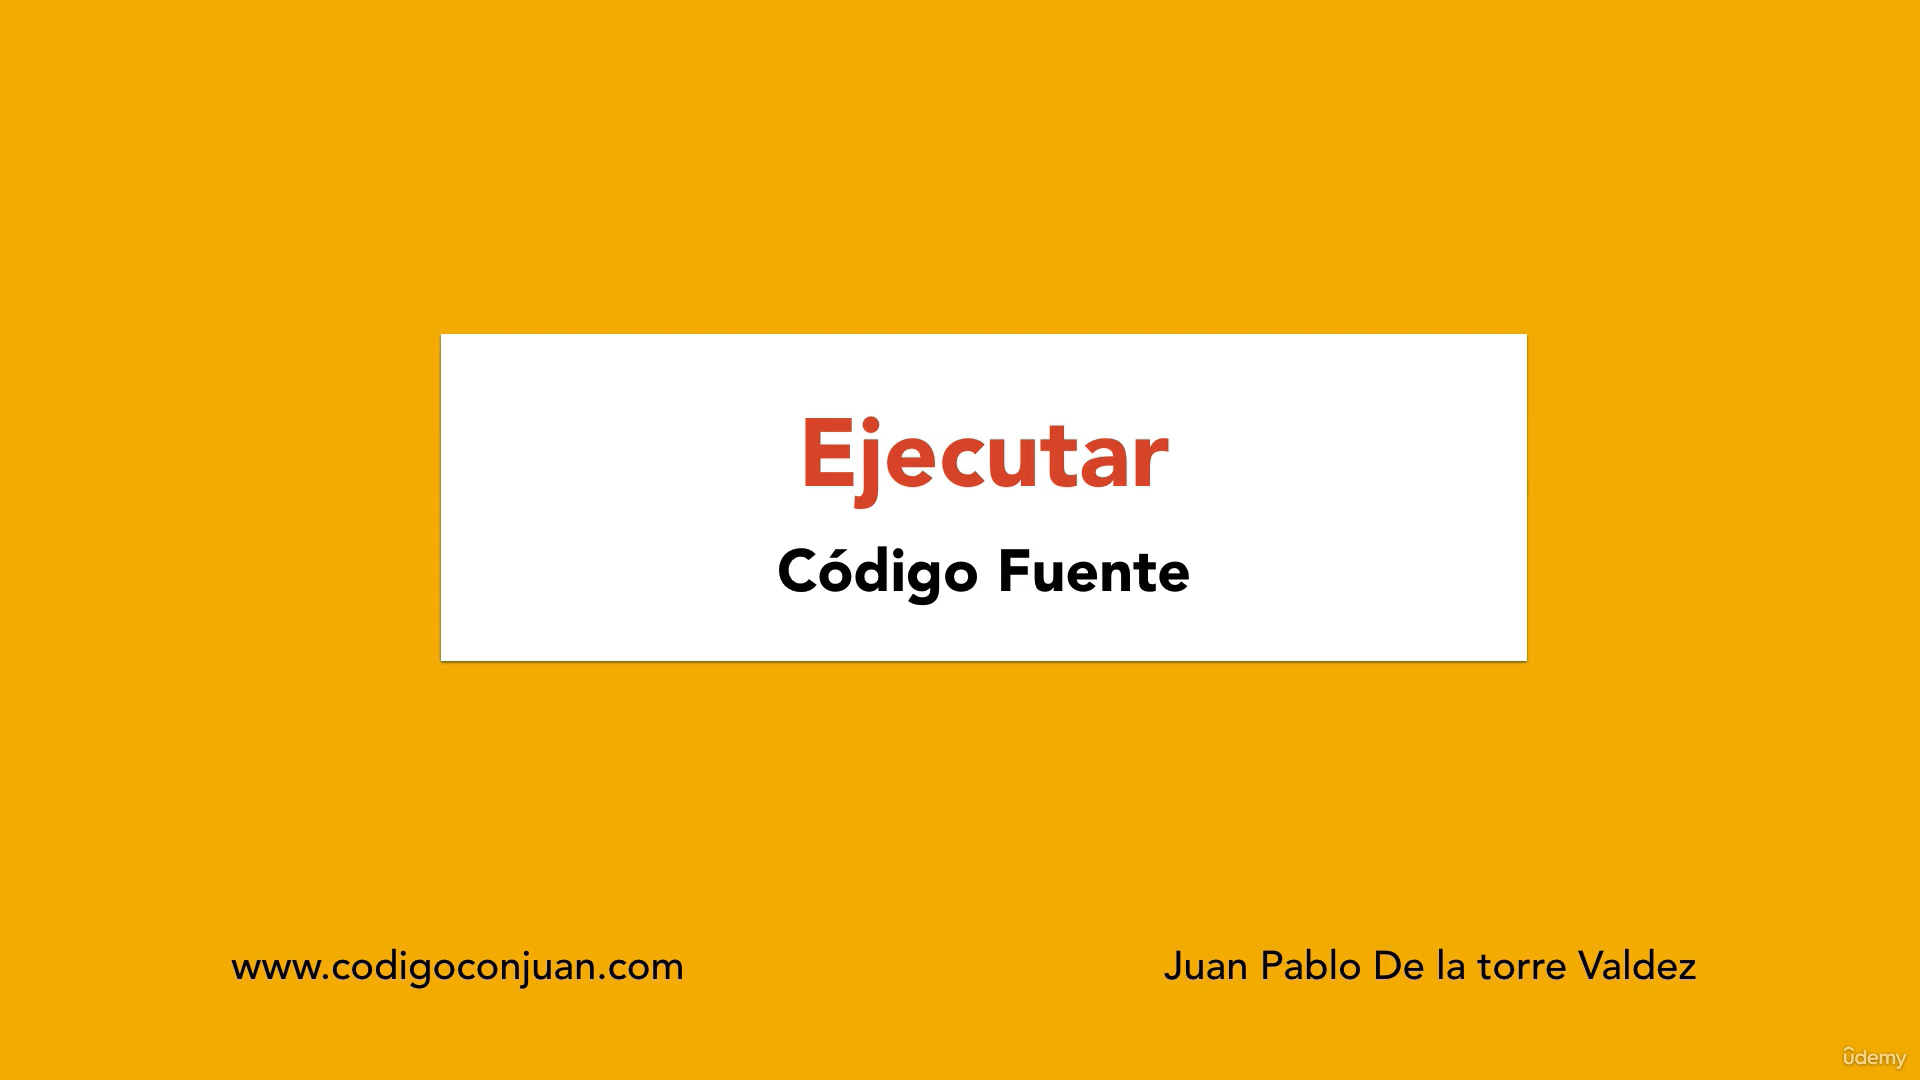 Ejecutar
Código Fuente
www.codigoconjuan.com
Juan Pablo De la torre Valdez
ûdemy